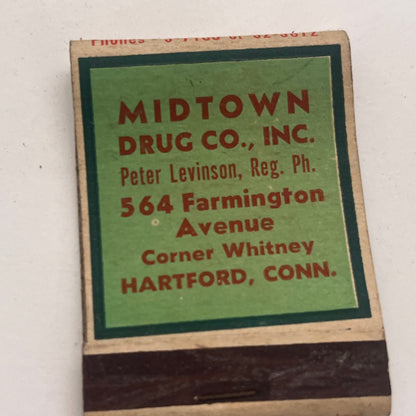 MIDTOWN
DRUG CO., INC.
Peter Levinson, Reg. Ph.
564 Farmington
Avenue
Corner Whitney
HARTFORD, CONN.